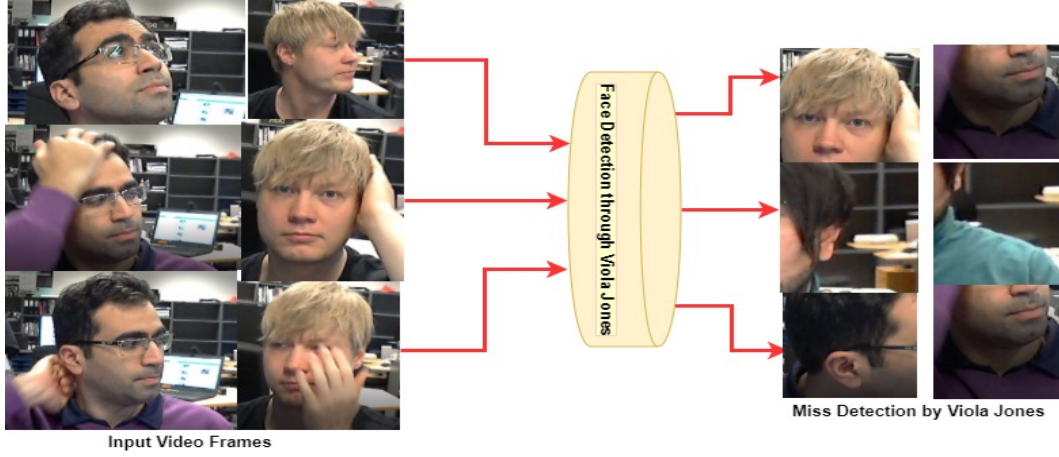 Face Detection through Viola Jones
Miss Detection by Viola Jones
Input Video Frames